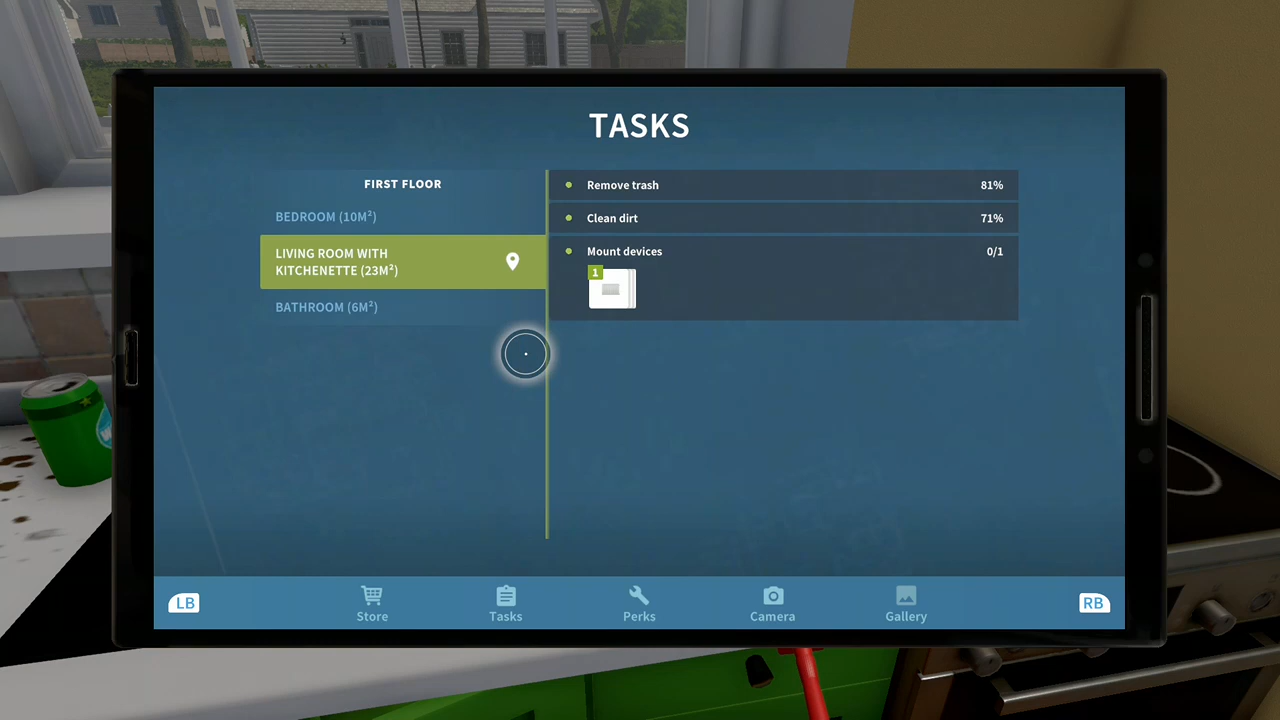 TASKS
FIRST FLOOR
BEDROOM (10M²)
LIVING ROOM WITH
KITCHENETTE (23M²)
BATHROOM (6M²)
Remove trash 81%
Clean dirt 71%
Mount devices 0/1
1
LB Store Tasks Perks Camera Gallery RB